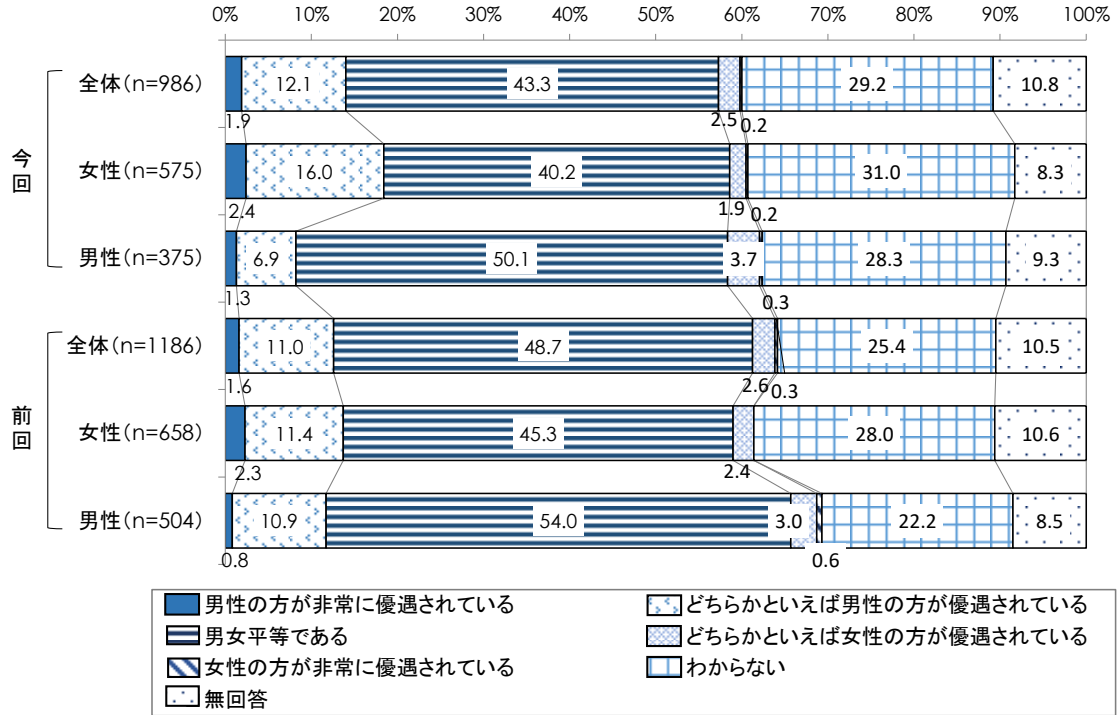 0% 10% 20% 30% 40% 50% 60% 70% 80% 90% 100%
今回
全体(n=986)
12.1 43.3 29.2 10.8
1.9 2.5 0.2
女性(n=575)
16.0 40.2 31.0 8.3
2.4 1.9 0.2
男性(n=375)
6.9 50.1 3.7 28.3 9.3
1.3 0.3
前回
全体(n=1186)
11.0 48.7 25.4 10.5
1.6 2.6 0.3
女性(n=658)
11.4 45.3 28.0 10.6
2.3 2.4
男性(n=504)
10.9 54.0 3.0 22.2 8.5
0.8 0.6
男性の方が非常に優遇されている どちらかといえば男性の方が優遇されている
男女平等である どちらかといえば女性の方が優遇されている
女性の方が非常に優遇されている わからない
無回答